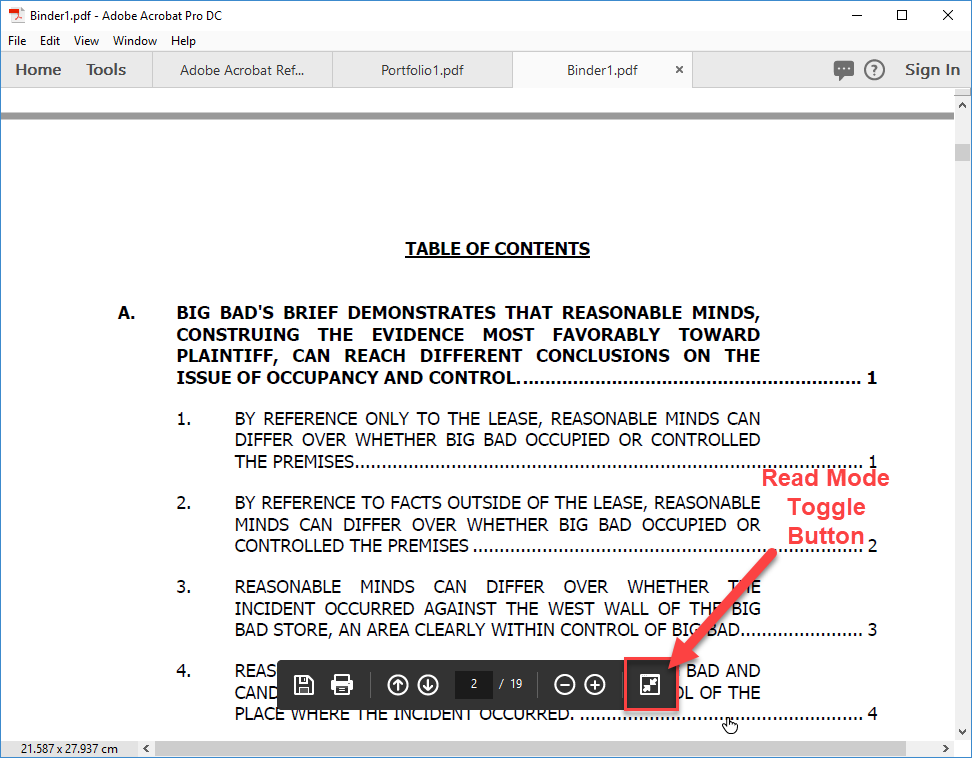 Binder1.pdf - Adobe Acrobat Pro DC
File Edit View Window Help
Home Tools Adobe Acrobat Ref... Portfolio1.pdf Binder1.pdf × Sign In
TABLE OF CONTENTS
A. BIG BAD'S BRIEF DEMONSTRATES THAT REASONABLE MINDS,
CONSTRUING THE EVIDENCE MOST FAVORABLY TOWARD
PLAINTIFF, CAN REACH DIFFERENT CONCLUSIONS ON THE
ISSUE OF OCCUPANCY AND CONTROL. ............................................................... 1
1. BY REFERENCE ONLY TO THE LEASE, REASONABLE MINDS CAN
DIFFER OVER WHETHER BIG BAD OCCUPIED OR CONTROLLED
THE PREMISES............................................................................................ 1
2. BY REFERENCE TO FACTS OUTSIDE OF THE LEASE, REASONABLE
MINDS CAN DIFFER OVER WHETHER BIG BAD OCCUPIED OR
CONTROLLED THE PREMISES ...................................................................... 2
3. REASONABLE MINDS CAN DIFFER OVER WHETHER THE
INCIDENT OCCURRED AGAINST THE WEST WALL OF THE BIG
BAD STORE, AN AREA CLEARLY WITHIN CONTROL OF BIG BAD...................... 3
Read Mode
Toggle
Button
4. BAD AND
OF THE
PLACE WHERE THE INCIDENT OCCURRED. .................................................... 4
2 / 19
21.587 x 27.937 cm